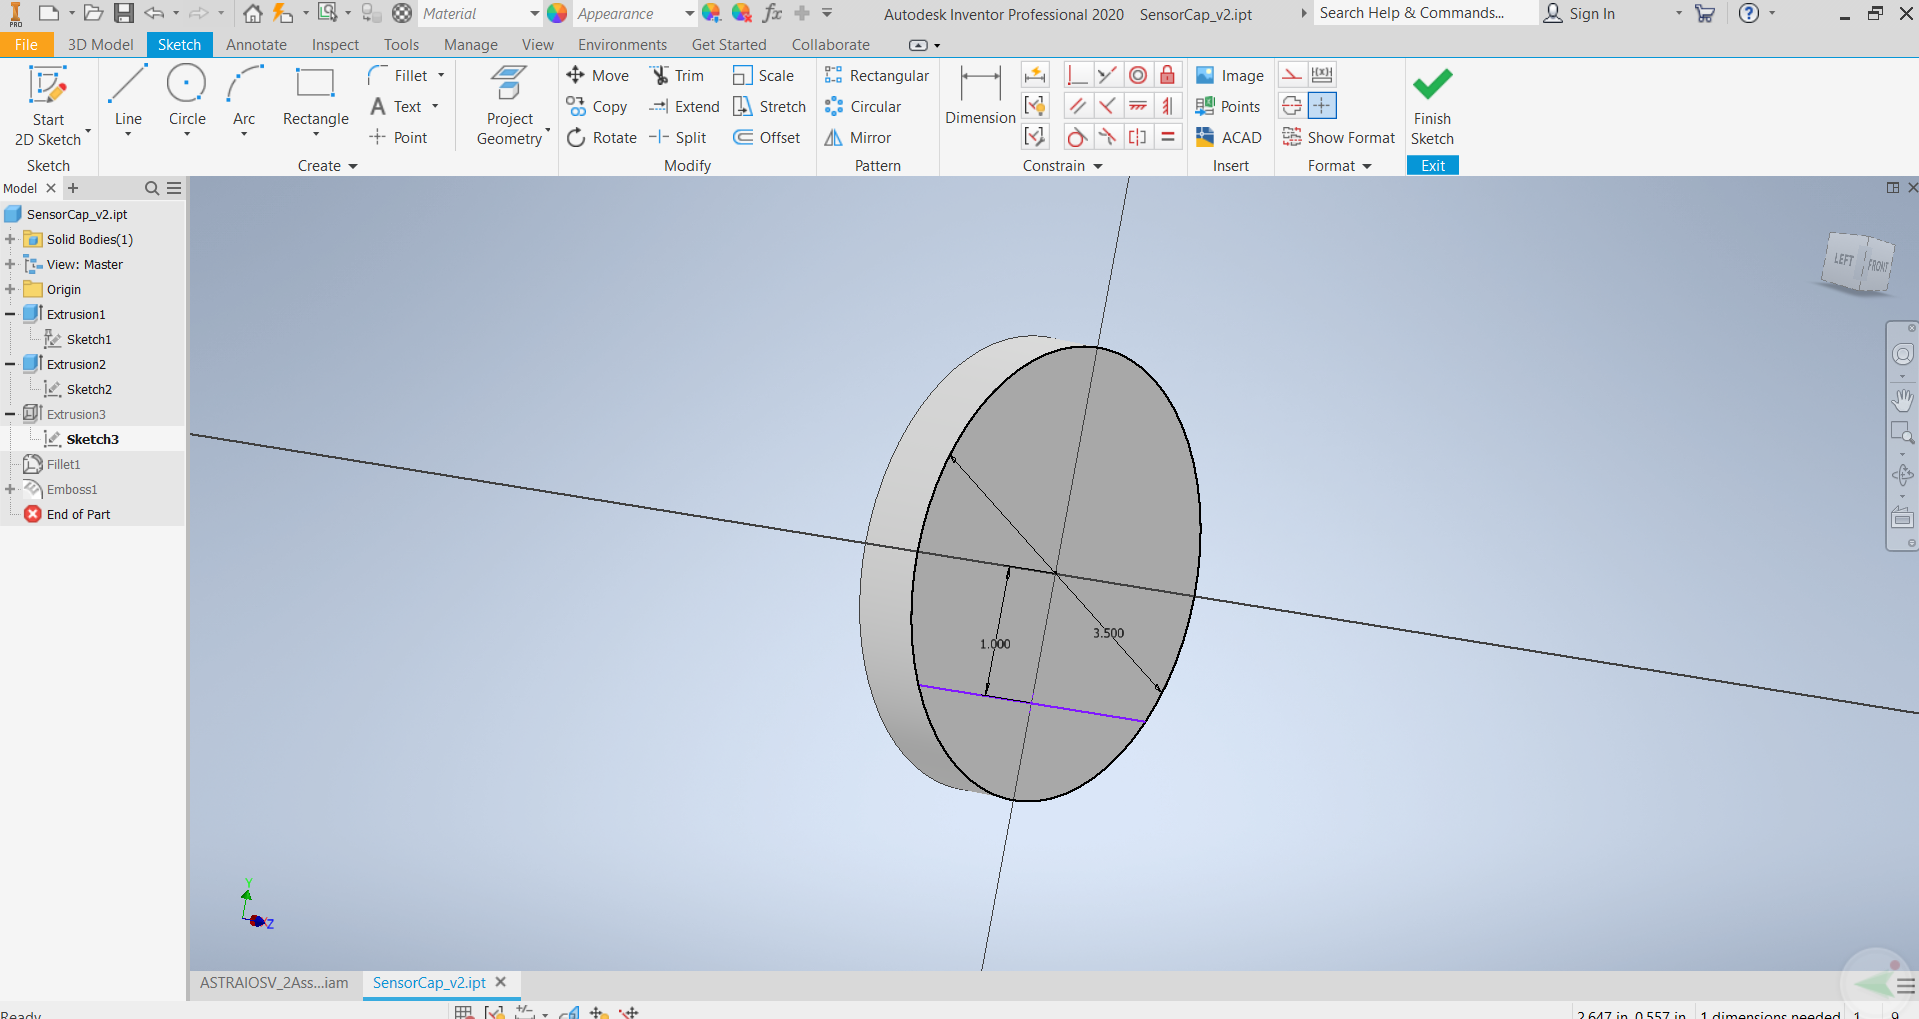 PRO
Material
Appearance
fx
Autodesk Inventor Professional 2020 SensorCap_v2.ipt
Search Help & Commands...
Sign In
File 3D Model Sketch Annotate Inspect Tools Manage View Environments Get Started Collaborate
Start
2D Sketch
Sketch
Line
Circle
Arc
Rectangle
Fillet
Text
Point
Create
Project
Geometry
Move
Copy
Rotate
Trim
Extend
Split
Scale
Stretch
Offset
Modify
Rectangular
Circular
Mirror
Pattern
Dimension
Constrain
Image
Points
ACAD
Insert
Show Format
Format
Finish
Sketch
Exit
Model
SensorCap_v2.ipt
Solid Bodies(1)
View: Master
Origin
Extrusion1
Sketch1
Extrusion2
Sketch2
Extrusion3
Sketch3
Fillet1
Emboss1
End of Part
LEFT
FRONT
1.000
3.500
Y
Z
ASTRAIOSV_2Ass...iam
SensorCap_v2.ipt
Ready
2.647 in, 0.557 in
1 dimensions needed
1
9